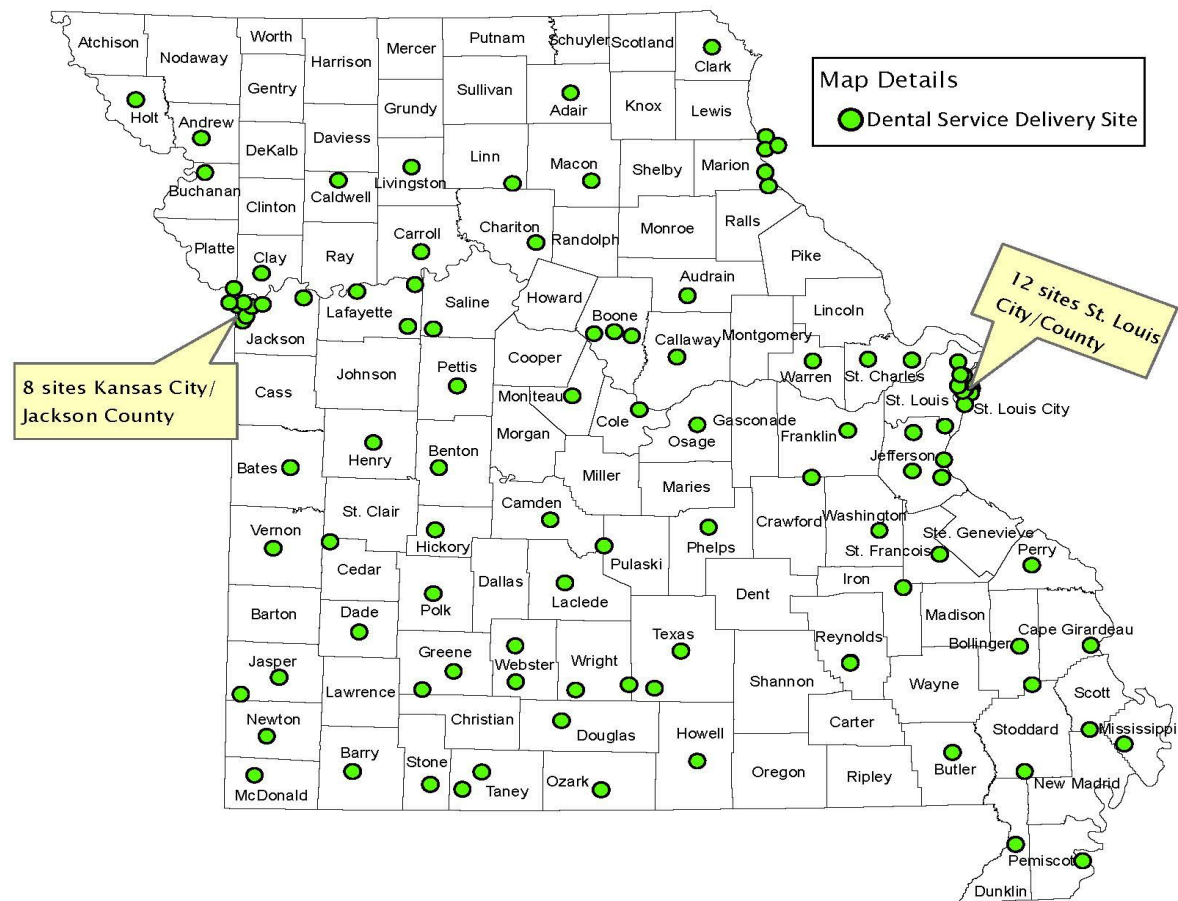 Map Details
Dental Service Delivery Site
Atchison
Nodaway
Worth
Harrison
Mercer
Putnam
Schuyler
Scotland
Clark
Holt
Andrew
Gentry
Grundy
Sullivan
Adair
Knox
Lewis
DeKalb
Daviess
Buchanan
Clinton
Caldwell
Livingston
Linn
Macon
Shelby
Marion
Platte
Clay
Ray
Carroll
Chariton
Randolph
Monroe
Ralls
Pike
Audrain
Jackson
Lafayette
Saline
Howard
Boone
Callaway
Montgomery
Lincoln
Warren
St. Charles
12 sites St. Louis
City/County
8 sites Kansas City/
Jackson County
Cass
Johnson
Pettis
Cooper
Moniteau
Cole
Osage
Gasconade
Franklin
St. Louis
St. Louis City
Jefferson
Bates
Henry
Benton
Morgan
Miller
Maries
Vernon
St. Clair
Hickory
Camden
Pulaski
Phelps
Crawford
Washington
Ste. Genevieve
St. Francois
Perry
Cedar
Dallas
Laclede
Dent
Iron
Madison
Barton
Dade
Polk
Texas
Reynolds
Bollinger
Cape Girardeau
Jasper
Greene
Webster
Wright
Shannon
Wayne
Scott
Lawrence
Newton
Christian
Douglas
Howell
Carter
Stoddard
Mississippi
McDonald
Barry
Stone
Taney
Ozark
Oregon
Ripley
Butler
New Madrid
Pemiscot
Dunklin